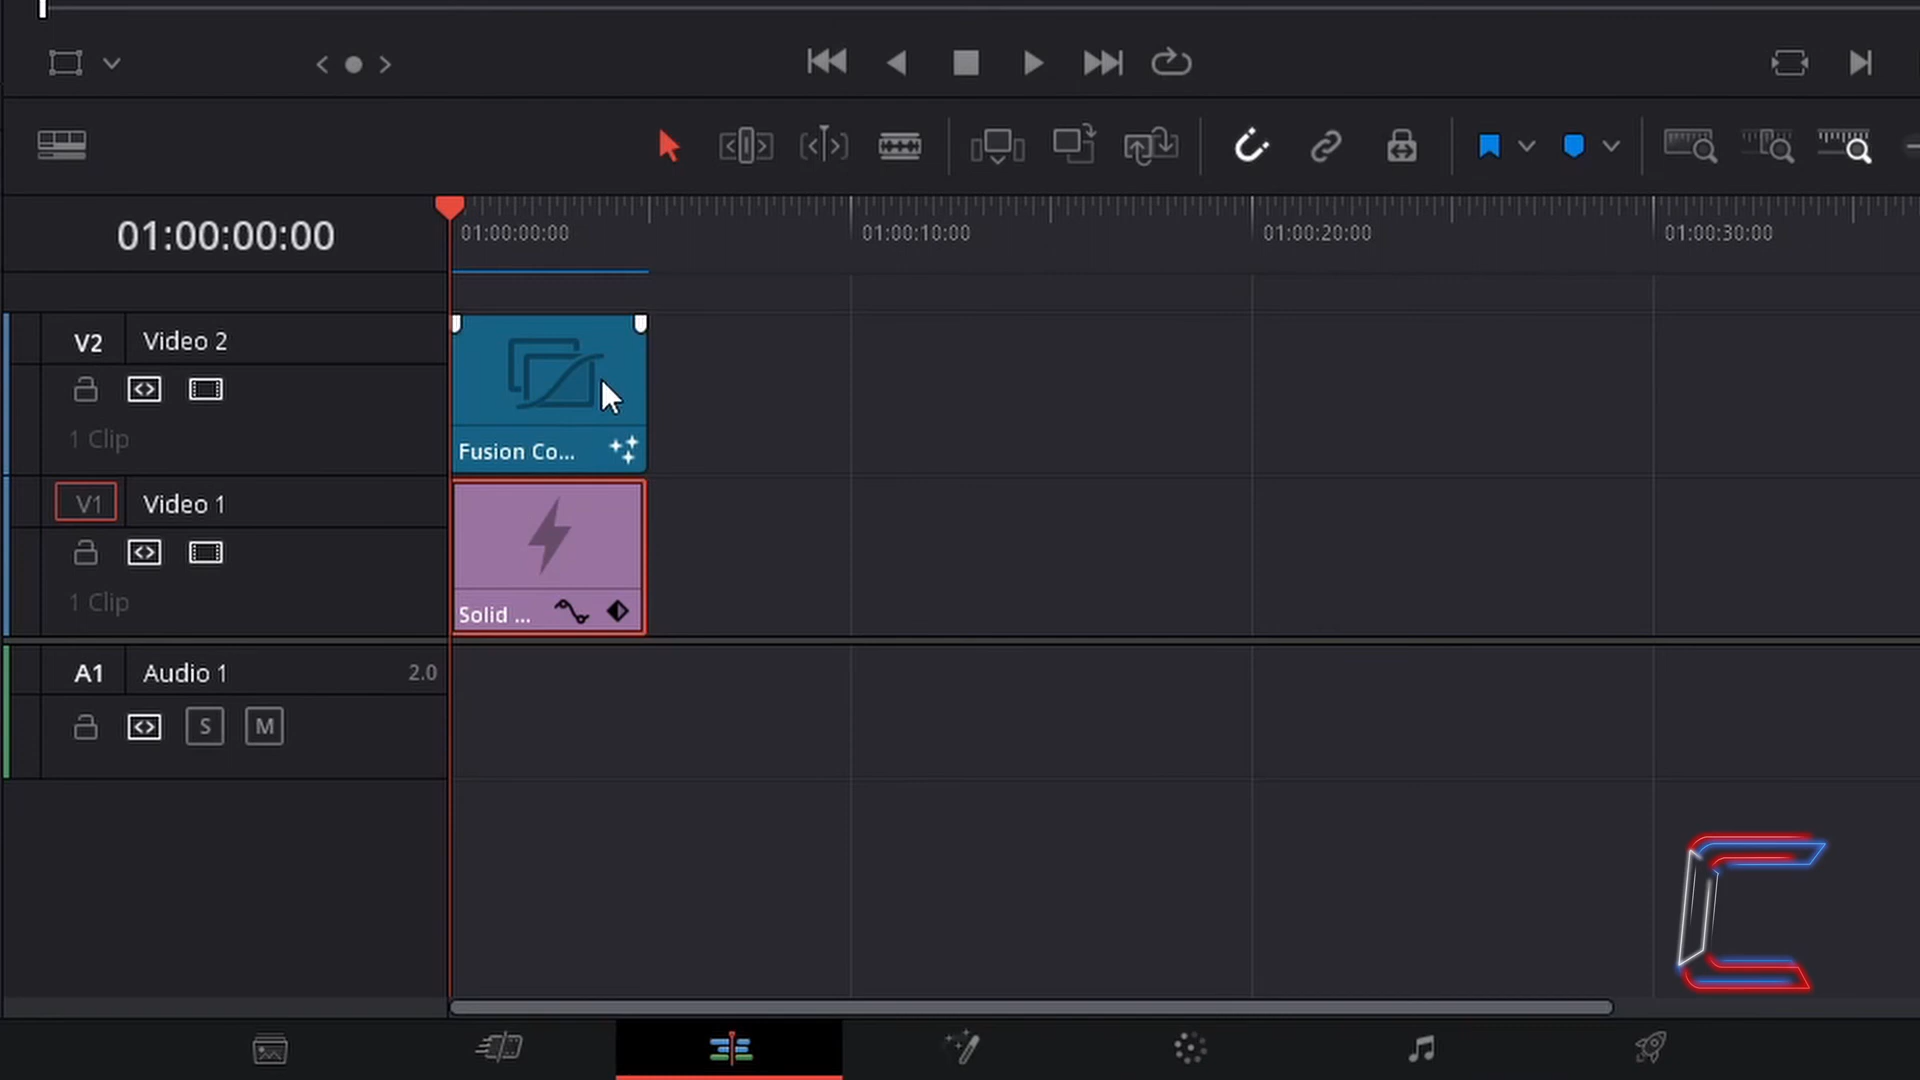 01:00:00:00
01:00:00:00
01:00:10:00
01:00:20:00
01:00:30:00
V2 Video 2
1 Clip
Fusion Co...
V1 Video 1
1 Clip
Solid ...
A1 Audio 1 2.0
S M